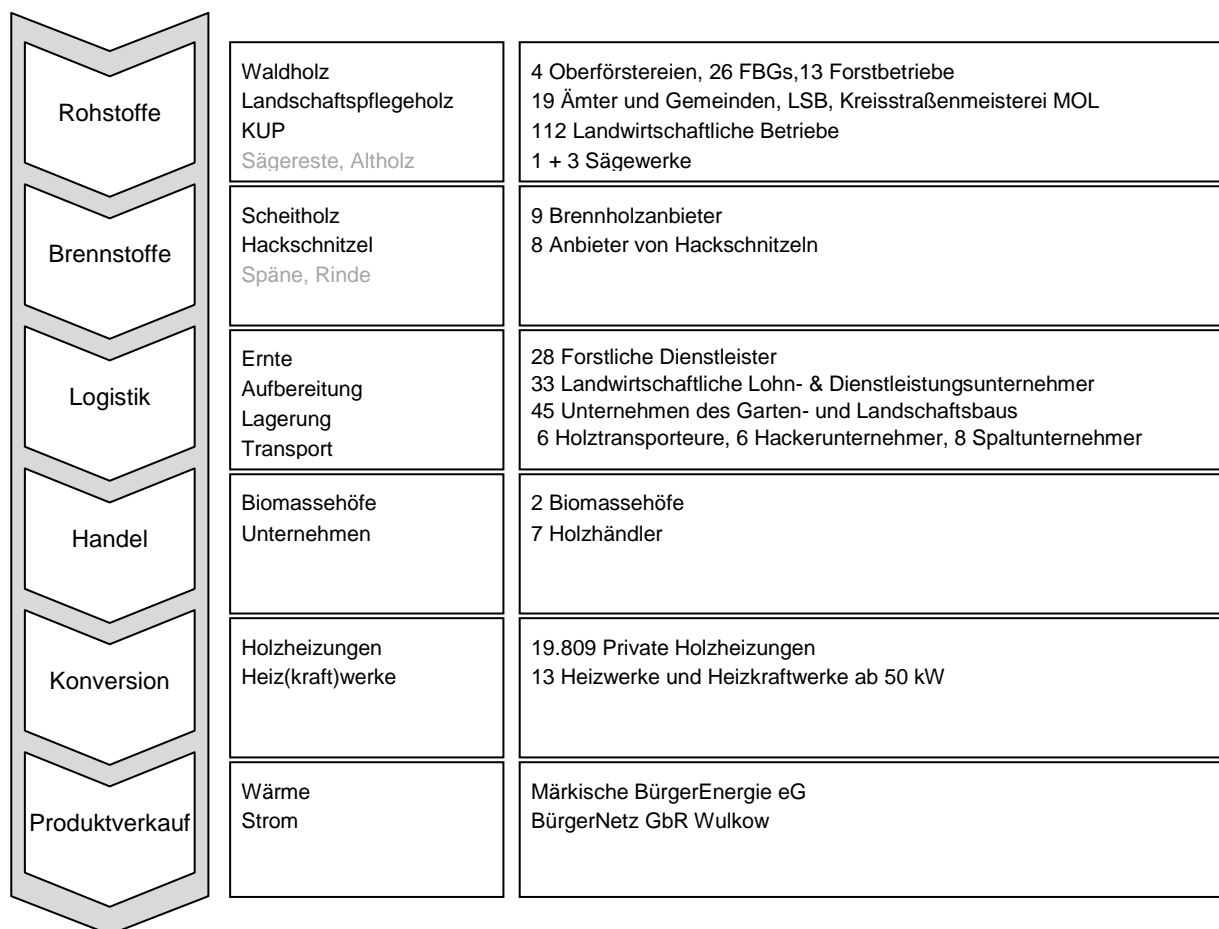 Rohstoffe
Waldholz
Landschaftspflegeholz
KUP
Sägereste, Altholz
4 Oberförstereien, 26 FBGs,13 Forstbetriebe
19 Ämter und Gemeinden, LSB, Kreisstraßenmeisterei MOL
112 Landwirtschaftliche Betriebe
1 + 3 Sägewerke
Brennstoffe
Scheitholz
Hackschnitzel
Späne, Rinde
9 Brennholzanbieter
8 Anbieter von Hackschnitzeln
Logistik
Ernte
Aufbereitung
Lagerung
Transport
28 Forstliche Dienstleister
33 Landwirtschaftliche Lohn- & Dienstleistungsunternehmer
45 Unternehmen des Garten- und Landschaftsbaus
6 Holztransporteure, 6 Hackerunternehmer, 8 Spaltunternehmer
Handel
Biomassehöfe
Unternehmen
2 Biomassehöfe
7 Holzhändler
Konversion
Holzheizungen
Heiz(kraft)werke
19.809 Private Holzheizungen
13 Heizwerke und Heizkraftwerke ab 50 kW
Produktverkauf
Wärme
Strom
Märkische BürgerEnergie eG
BürgerNetz GbR Wulkow